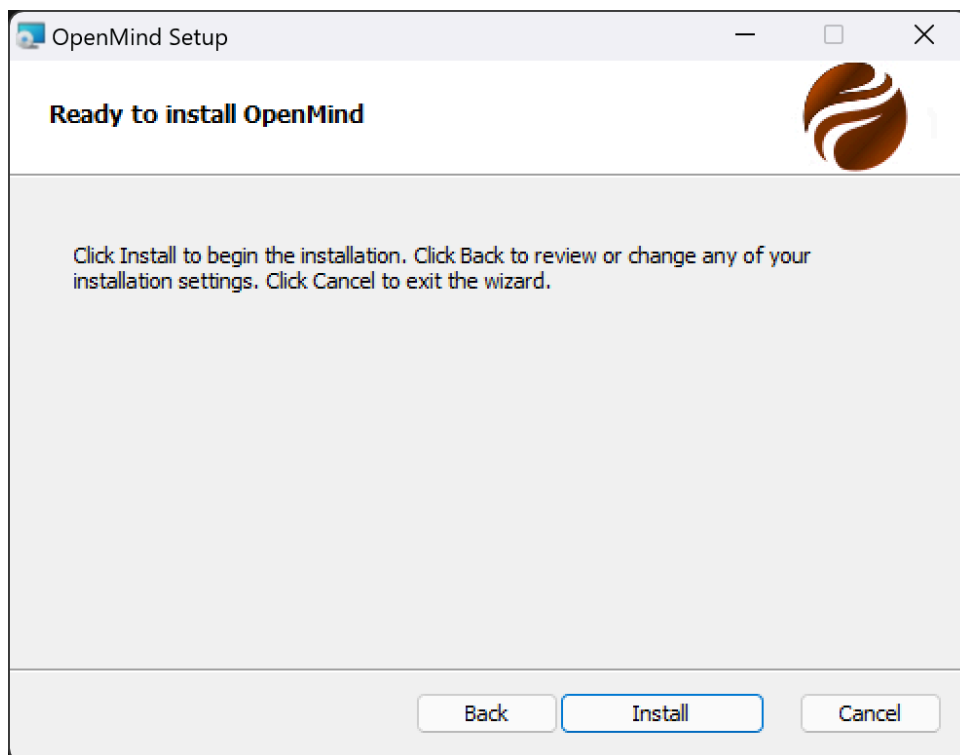 OpenMind Setup
Ready to install OpenMind
Click Install to begin the installation. Click Back to review or change any of your
installation settings. Click Cancel to exit the wizard.
Back Install Cancel